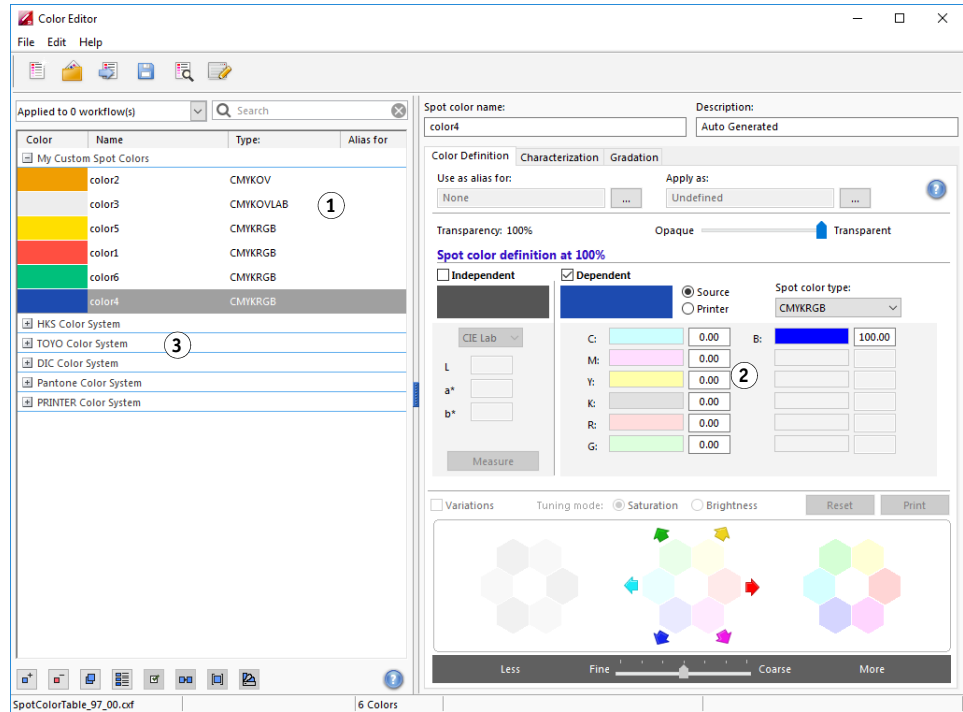 Color Editor
File Edit Help
Applied to 0 workflow(s)
Search
Color Name Type: Alias for
My Custom Spot Colors
color2 CMYKOV
color3 CMYKOVLAB
1
color5 CMYKRGB
color1 CMYKRGB
color6 CMYKRGB
color4 CMYKRGB
HKS Color System
TOYO Color System
3
DIC Color System
Pantone Color System
PRINTER Color System
SpotColorTable_97_00.cxf
6 Colors
Spot color name: Description:
color4 Auto Generated
Color Definition Characterization Gradation
Use as alias for: Apply as:
None ... Undefined ...
?
Transparency: 100% Opaque Transparent
Spot color definition at 100%
Independent Dependent
Source
Printer
Spot color type:
CMYKRGB
CIE Lab
L
a*
b*
Measure
C: 0.00 B: 100.00
M: 0.00
Y: 0.00
2
K: 0.00
R: 0.00
G: 0.00
Variations Tuning mode: Saturation Brightness Reset Print
Less Fine Coarse More
?